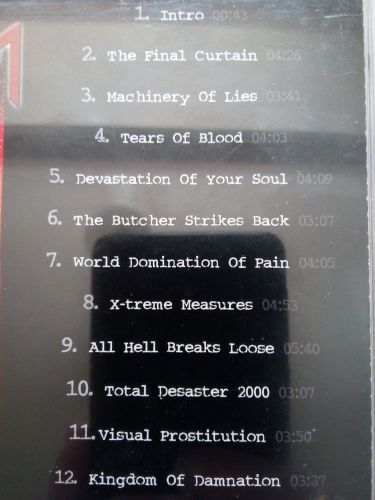 1. Intro 00:43
2. The Final Curtain 04:26
3. Machinery Of Lies 03:41
4. Tears Of Blood 04:03
5. Devastation Of Your Soul 04:09
6. The Butcher Strikes Back 03:07
7. World Domination Of Pain 04:05
8. X-treme Measures 04:53
9. All Hell Breaks Loose 05:40
10. Total Desaster 2000 03:07
11. Visual Prostitution 03:50
12. Kingdom Of Damnation 03:37